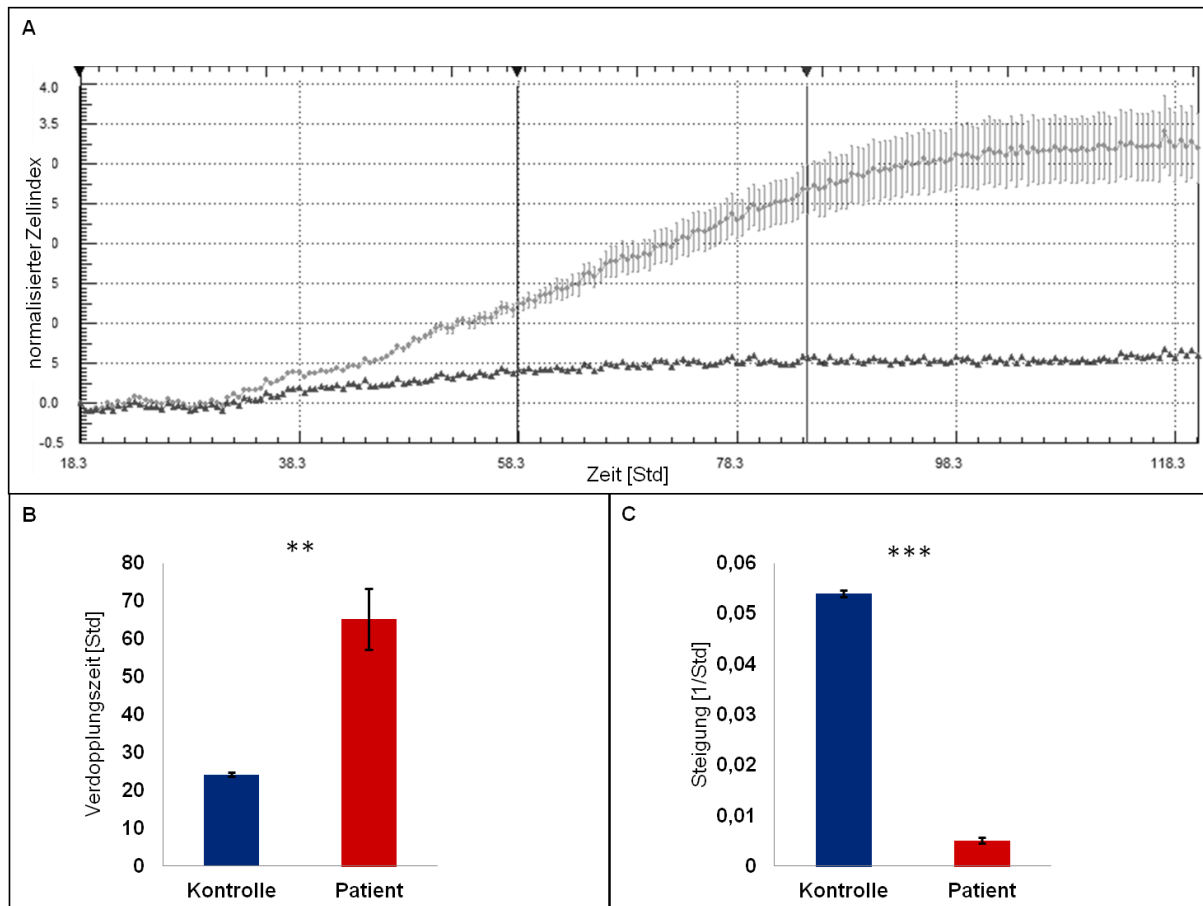 A
4.0
3.5
0
5
0
5
0
5
0.0
-0.5
normalisierter Zellindex
18.3 38.3 58.3 78.3 98.3 118.3
Zeit [Std]
B
**
80
70
60
50
40
30
20
10
0
Verdopplungszeit [Std]
Kontrolle Patient
C
***
0,06
0,05
0,04
0,03
0,02
0,01
0
Steigung [1/Std]
Kontrolle Patient